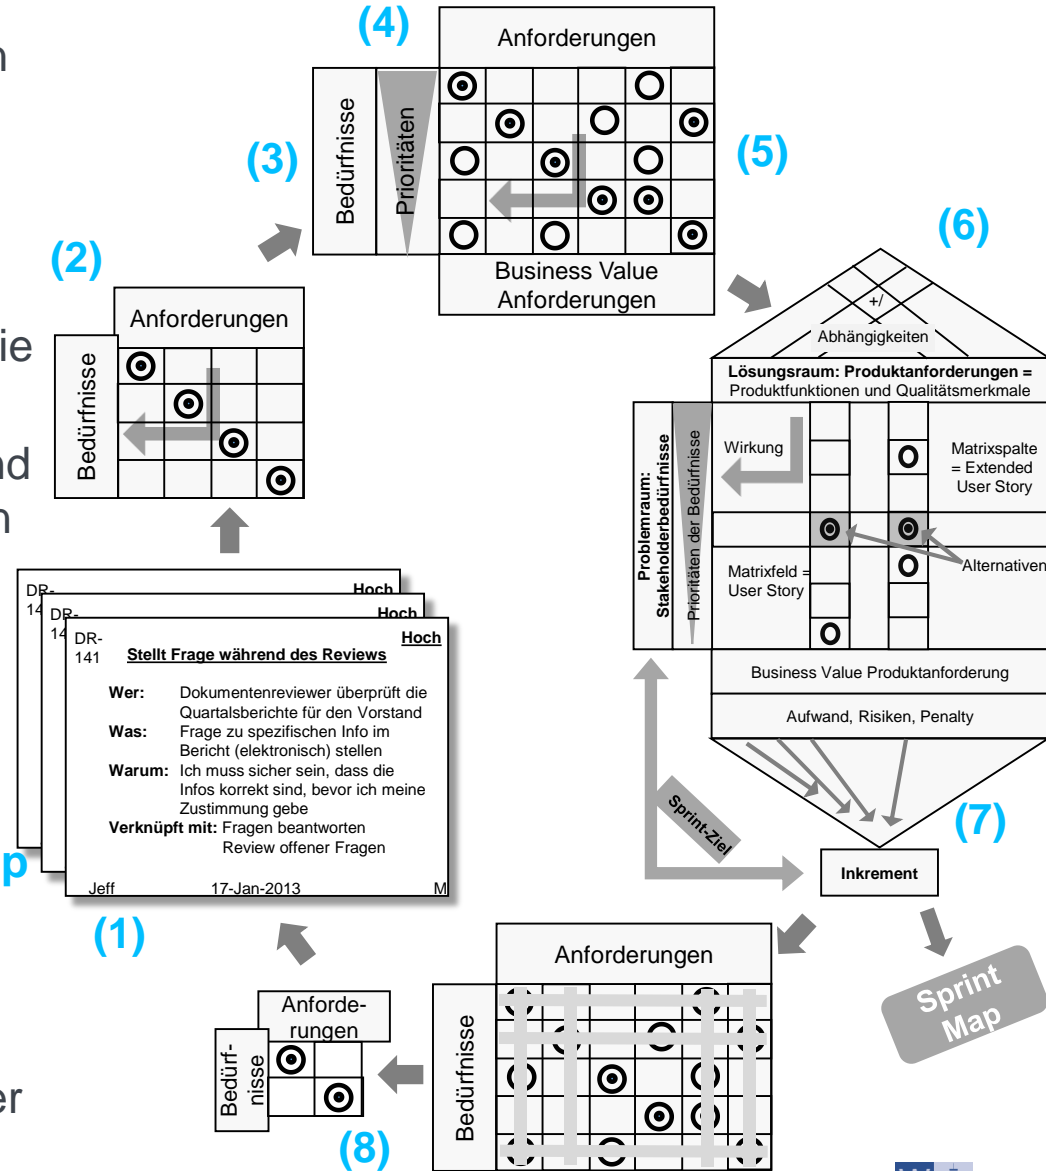 (4)
Anforderungen
Bedürfnisse
Prioritäten
(3)
(5)
Business Value
Anforderungen
(2)
Anforderungen
Bedürfnisse
ie
nd
n
n
(6)
+/
Abhängigkeiten
Lösungsraum: Produktanforderungen =
Produktfunktionen und Qualitätsmerkmale
Problemraum:
Stakeholderbedürfnisse
Prioritäten der Bedürfnisse
Wirkung
Matrixspalte
= Extended
User Story
Alternativen
Matrixfeld =
User Story
Business Value Produktanforderung
Aufwand, Risiken, Penalty
(7)
Sprint-Ziel
Inkrement
Sprint
Map
DR-
14
Hoch
DR-
14
Hoch
DR-
141
Hoch
Stellt Frage während des Reviews
Wer: Dokumentenreviewer überprüft die
Quartalsberichte für den Vorstand
Was: Frage zu spezifischen Info im
Bericht (elektronisch) stellen
Warum: Ich muss sicher sein, dass die
Infos korrekt sind, bevor ich meine
Zustimmung gebe
Verknüpft mit: Fragen beantworten
Review offener Fragen
Jeff 17-Jan-2013 M
p
(1)
Anforderungen
Bedürfnisse
Anforde-
rungen
Bedürf-
nisse
(8)
er